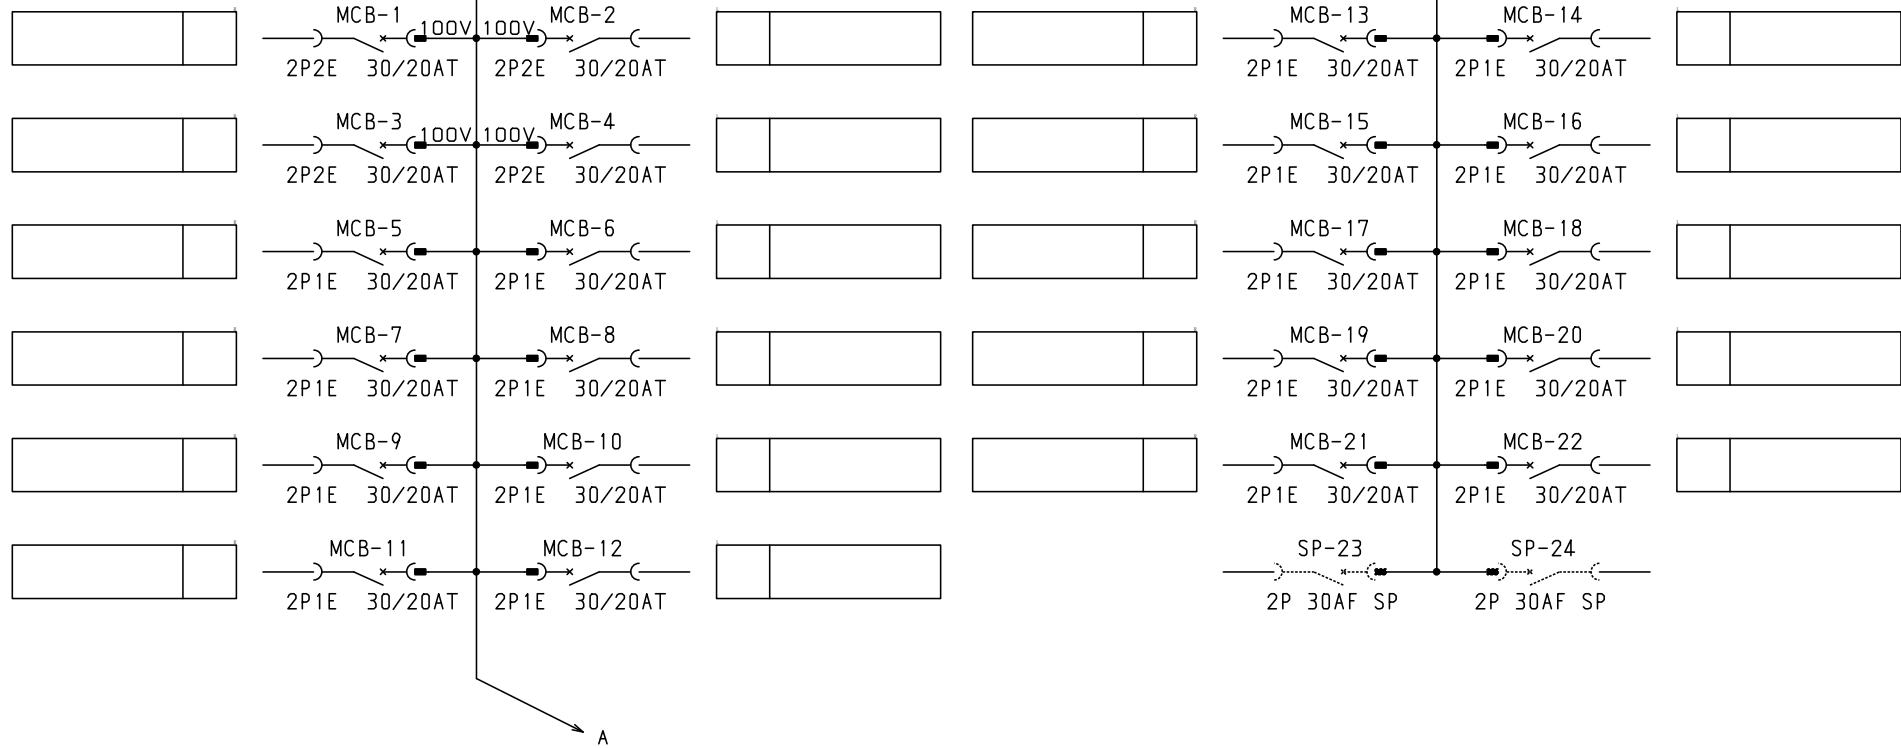 MCB-1 100V 100V MCB-2 MCB-13 MCB-14
2P2E 30/20AT 2P2E 30/20AT 2P1E 30/20AT 2P1E 30/20AT
MCB-3 100V 100V MCB-4 MCB-15 MCB-16
2P2E 30/20AT 2P2E 30/20AT 2P1E 30/20AT 2P1E 30/20AT
MCB-5 MCB-6 MCB-17 MCB-18
2P1E 30/20AT 2P1E 30/20AT 2P1E 30/20AT 2P1E 30/20AT
MCB-7 MCB-8 MCB-19 MCB-20
2P1E 30/20AT 2P1E 30/20AT 2P1E 30/20AT 2P1E 30/20AT
MCB-9 MCB-10 MCB-21 MCB-22
2P1E 30/20AT 2P1E 30/20AT 2P1E 30/20AT 2P1E 30/20AT
MCB-11 MCB-12 SP-23 SP-24
2P1E 30/20AT 2P1E 30/20AT 2P 30AF SP 2P 30AF SP
A